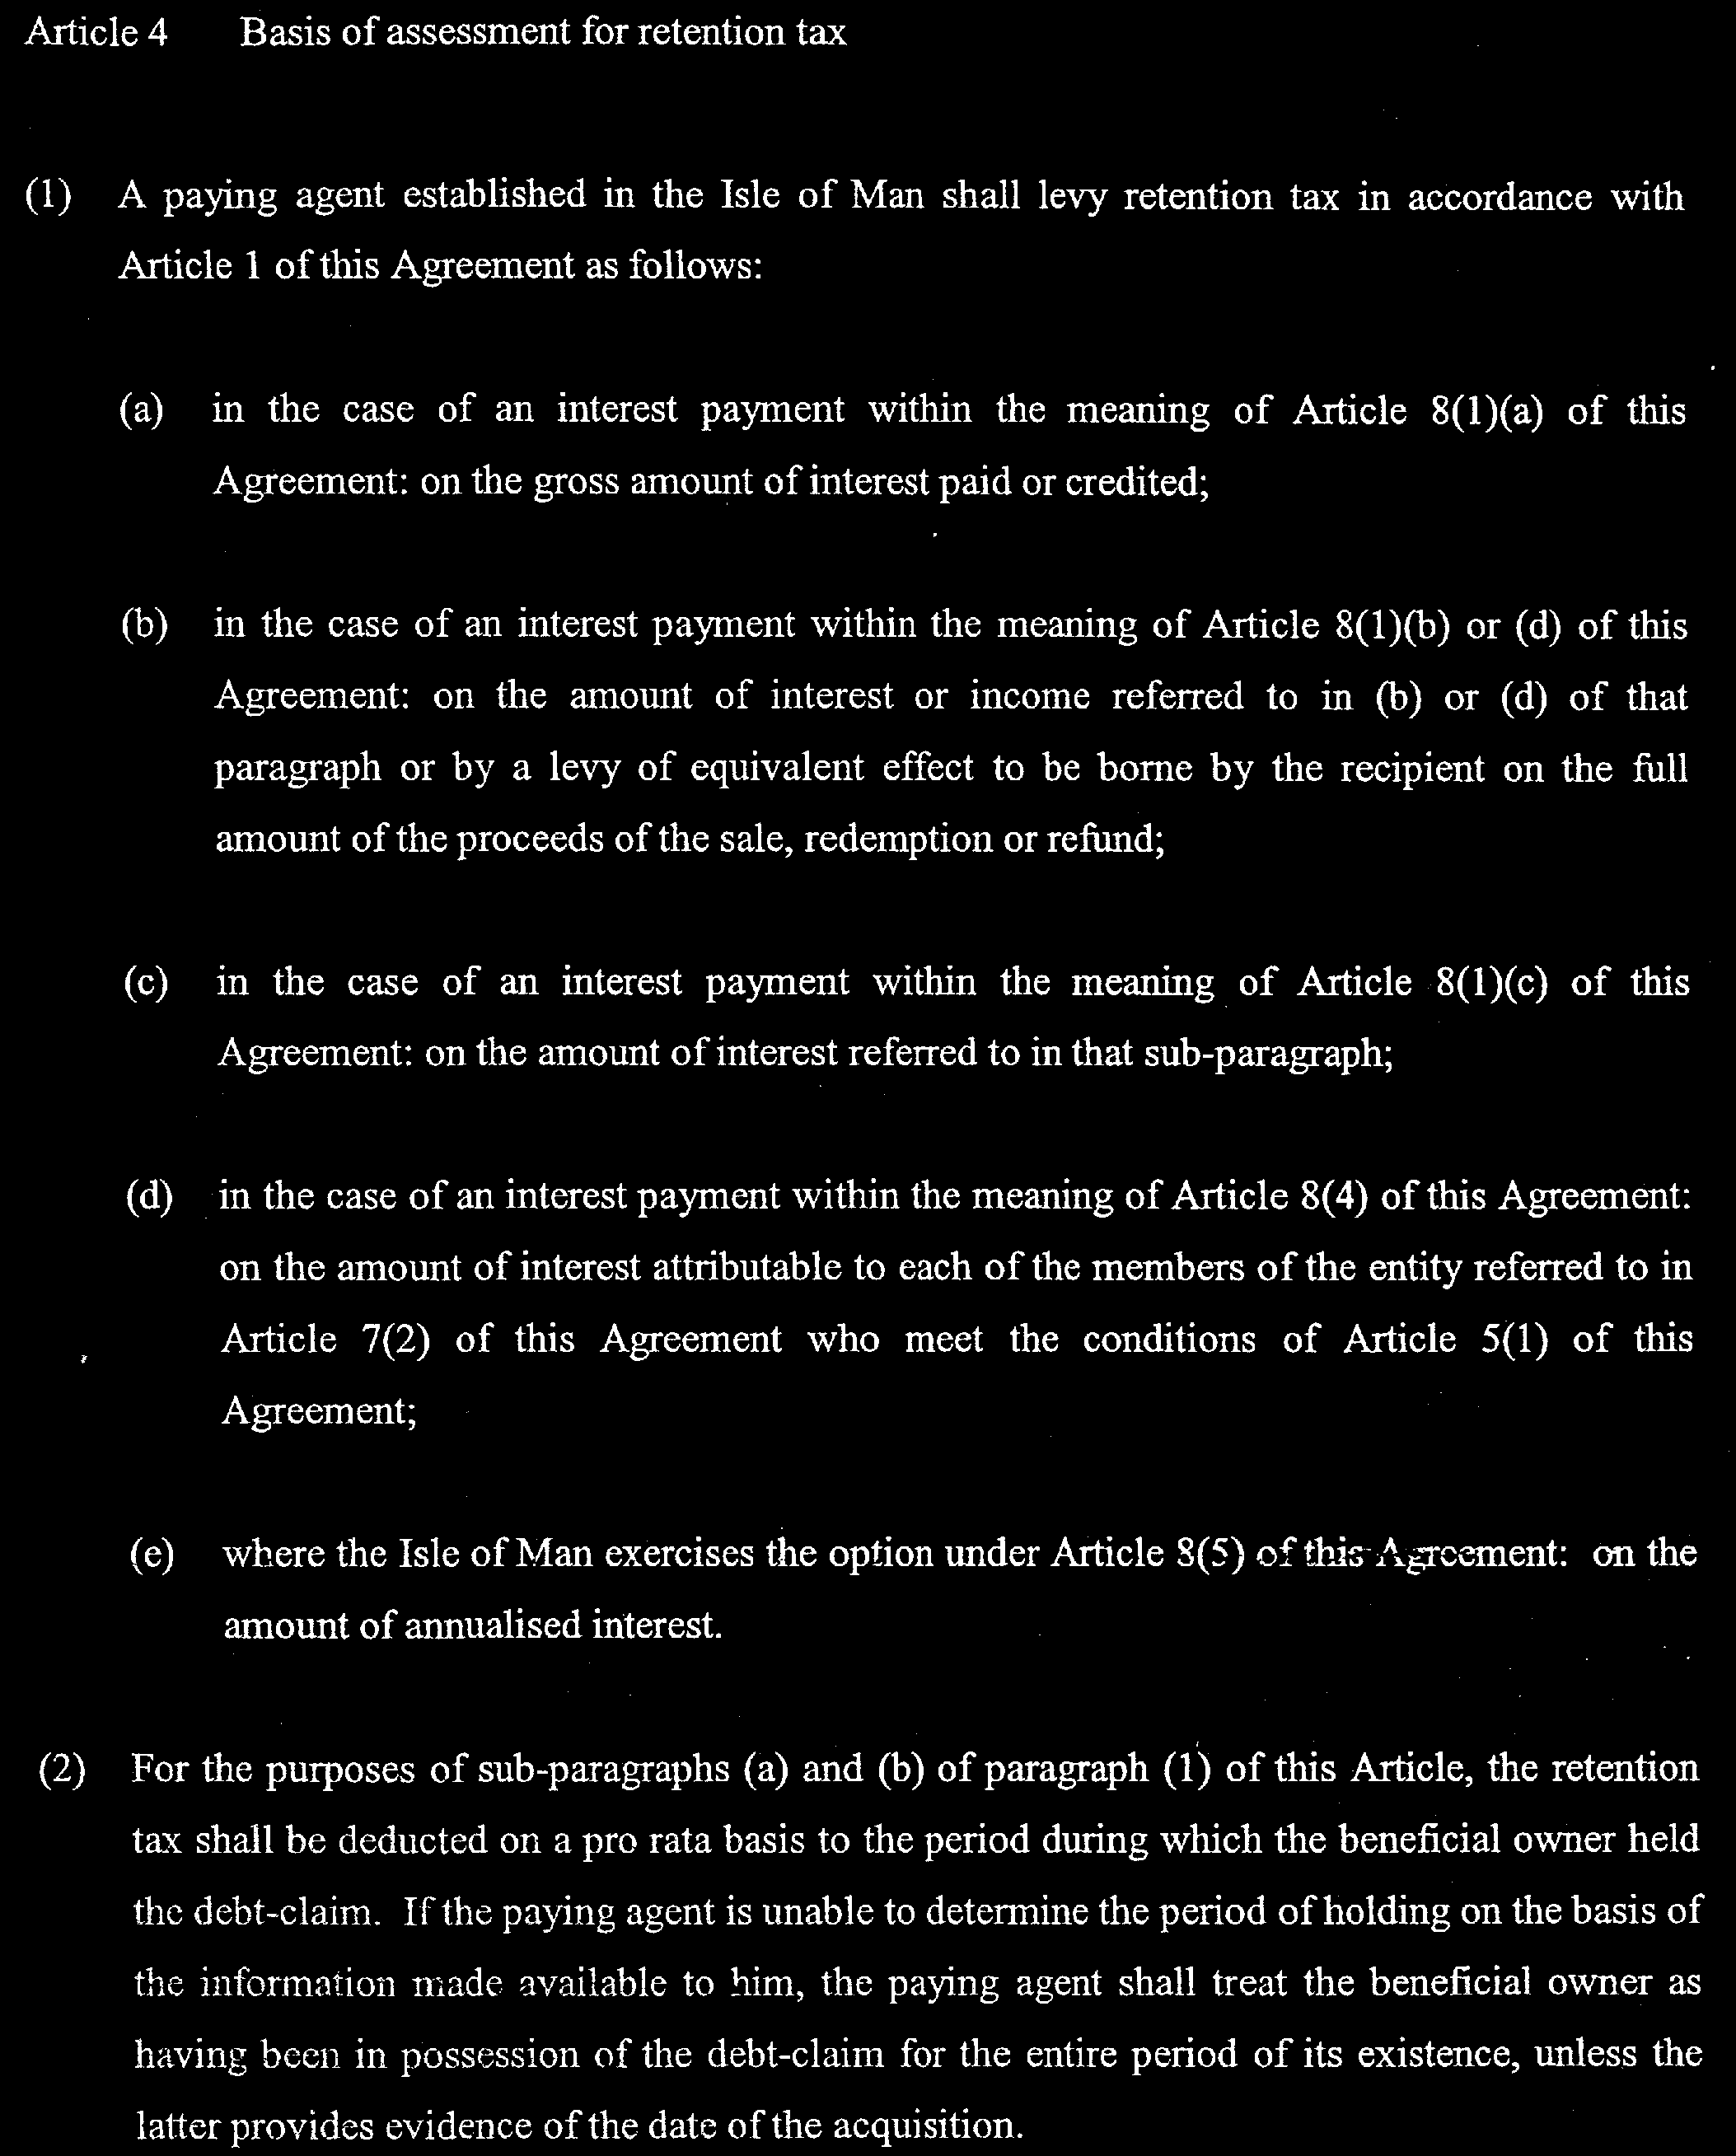 Article 4 Basis of assessment for retention tax
(1) A paying agent established in the Isle of Man shall levy retention tax in accordance with
Article 1 of this Agreement as follows:
(a) in the case of an interest payment within the meaning of Article 8(1)(a) of this
Agreement: on the gross amount of interest paid or credited;
(b) in the case of an interest payment within the meaning of Article 8(1)(b) or (d) of this
Agreement: on the amount of interest or income referred to in (b) or (d) of that
paragraph or by a levy of equivalent effect to be borne by the recipient on the full
amount of the proceeds of the sale, redemption or refund;
(c) in the case of an interest payment within the meaning of Article 8(1)(c) of this
Agreement: on the amount of interest referred to in that sub-paragraph;
(d) in the case of an interest payment within the meaning of Article 8(4) of this Agreement:
on the amount of interest attributable to each of the members of the entity referred to in
Article 7(2) of this Agreement who meet the conditions of Article 5(1) of this
Agreement;
(e) where the Isle of Man exercises the option under Article 8(5) of this Agreement: on the
amount of annualised interest.
(2) For the purposes of sub-paragraphs (a) and (b) of paragraph (1) of this Article, the retention
tax shall be deducted on a pro rata basis to the period during which the beneficial owner held
the debt-claim. If the paying agent is unable to determine the period of holding on the basis of
the information made available to him, the paying agent shall treat the beneficial owner as
having been in possession of the debt-claim for the entire period of its existence, unless the
latter provides evidence of the date of the acquisition.